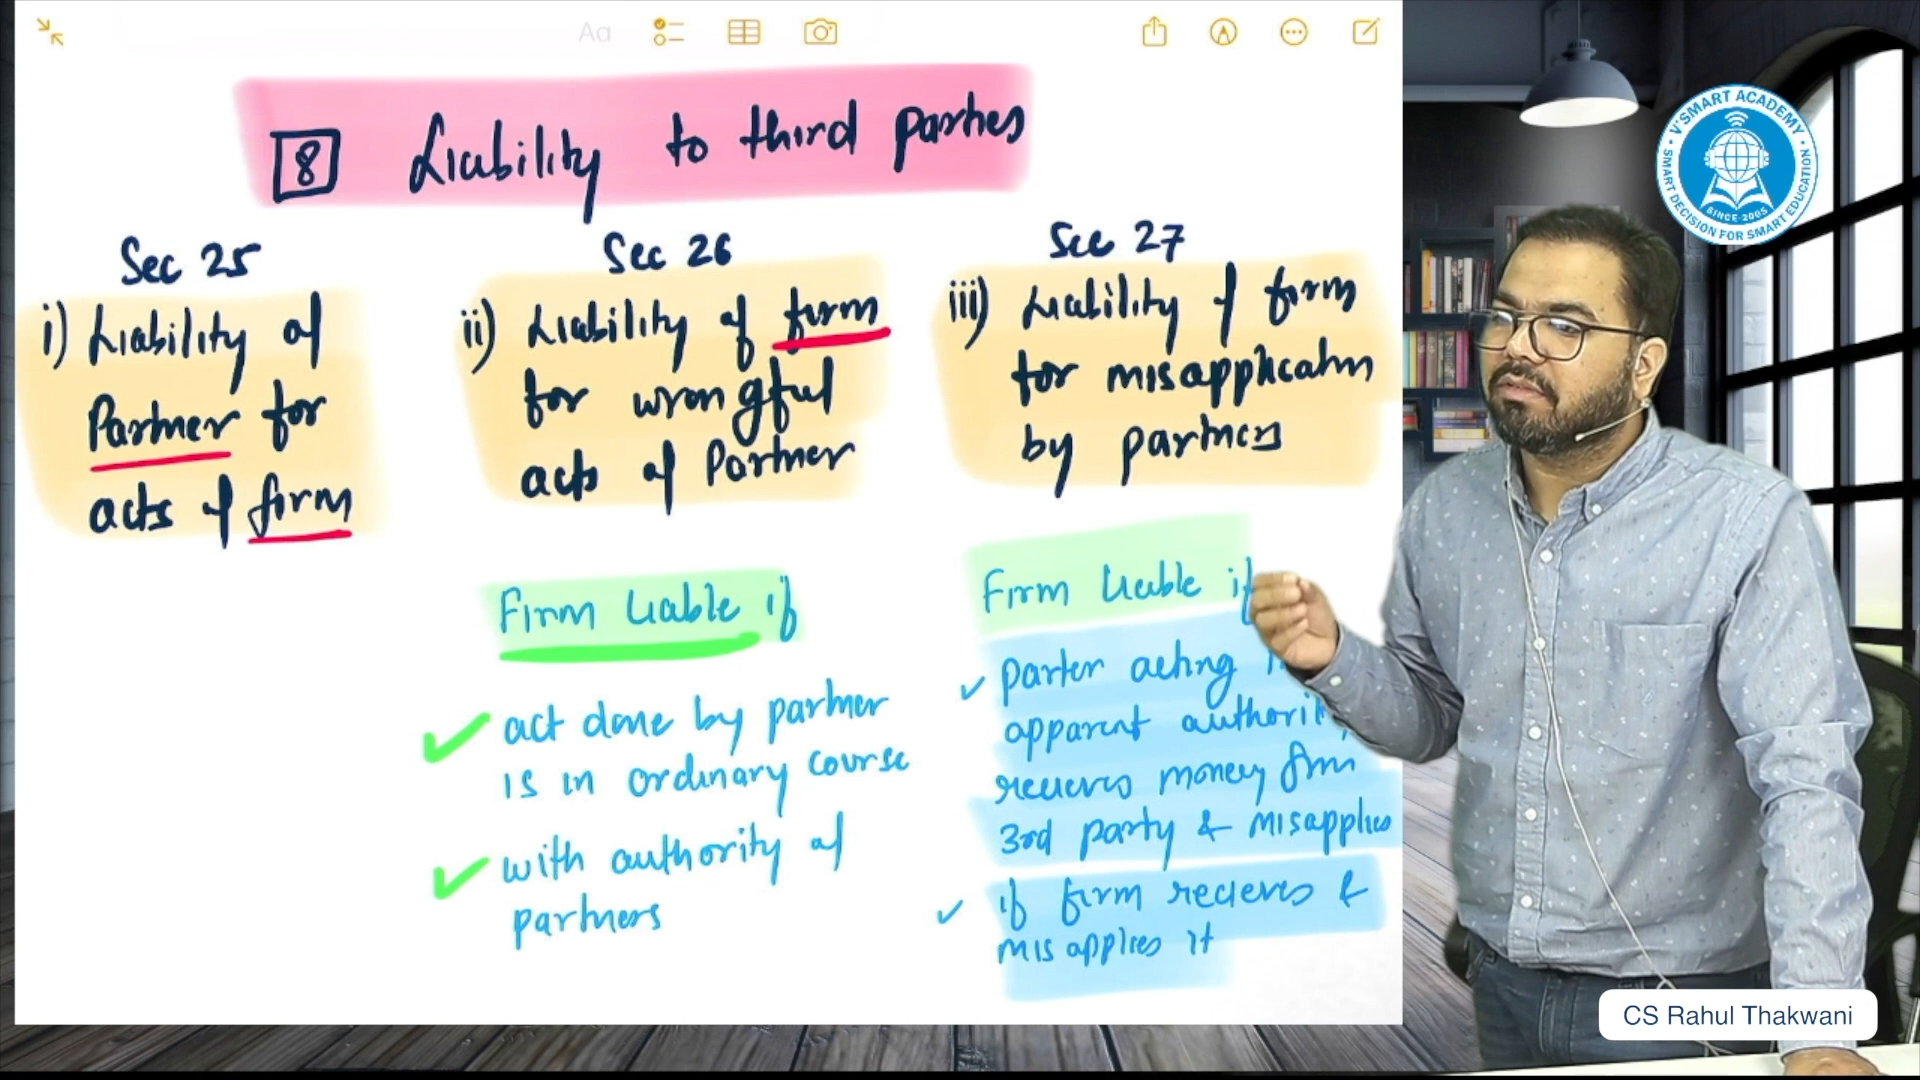 Aa
8 Liability to third parties
Sec 25
i) Liability of
Partner for
acts of firm
Sec 26
ii) Liability of firm
for wrongful
acts of Partner
Firm liable if
act done by partner
is in ordinary course
with authority of
partners
Sec 27
iii) Liability of firm
for misapplicatn
by partners
Firm liable if
parter acting
apparent
recieves money from
3rd party & misapplies
if firm recieves &
misapplies it
V'SMART ACADEMY
SMART DECISION FOR SMART EDUCATION
SINCE-2005
CS Rahul Thakwani